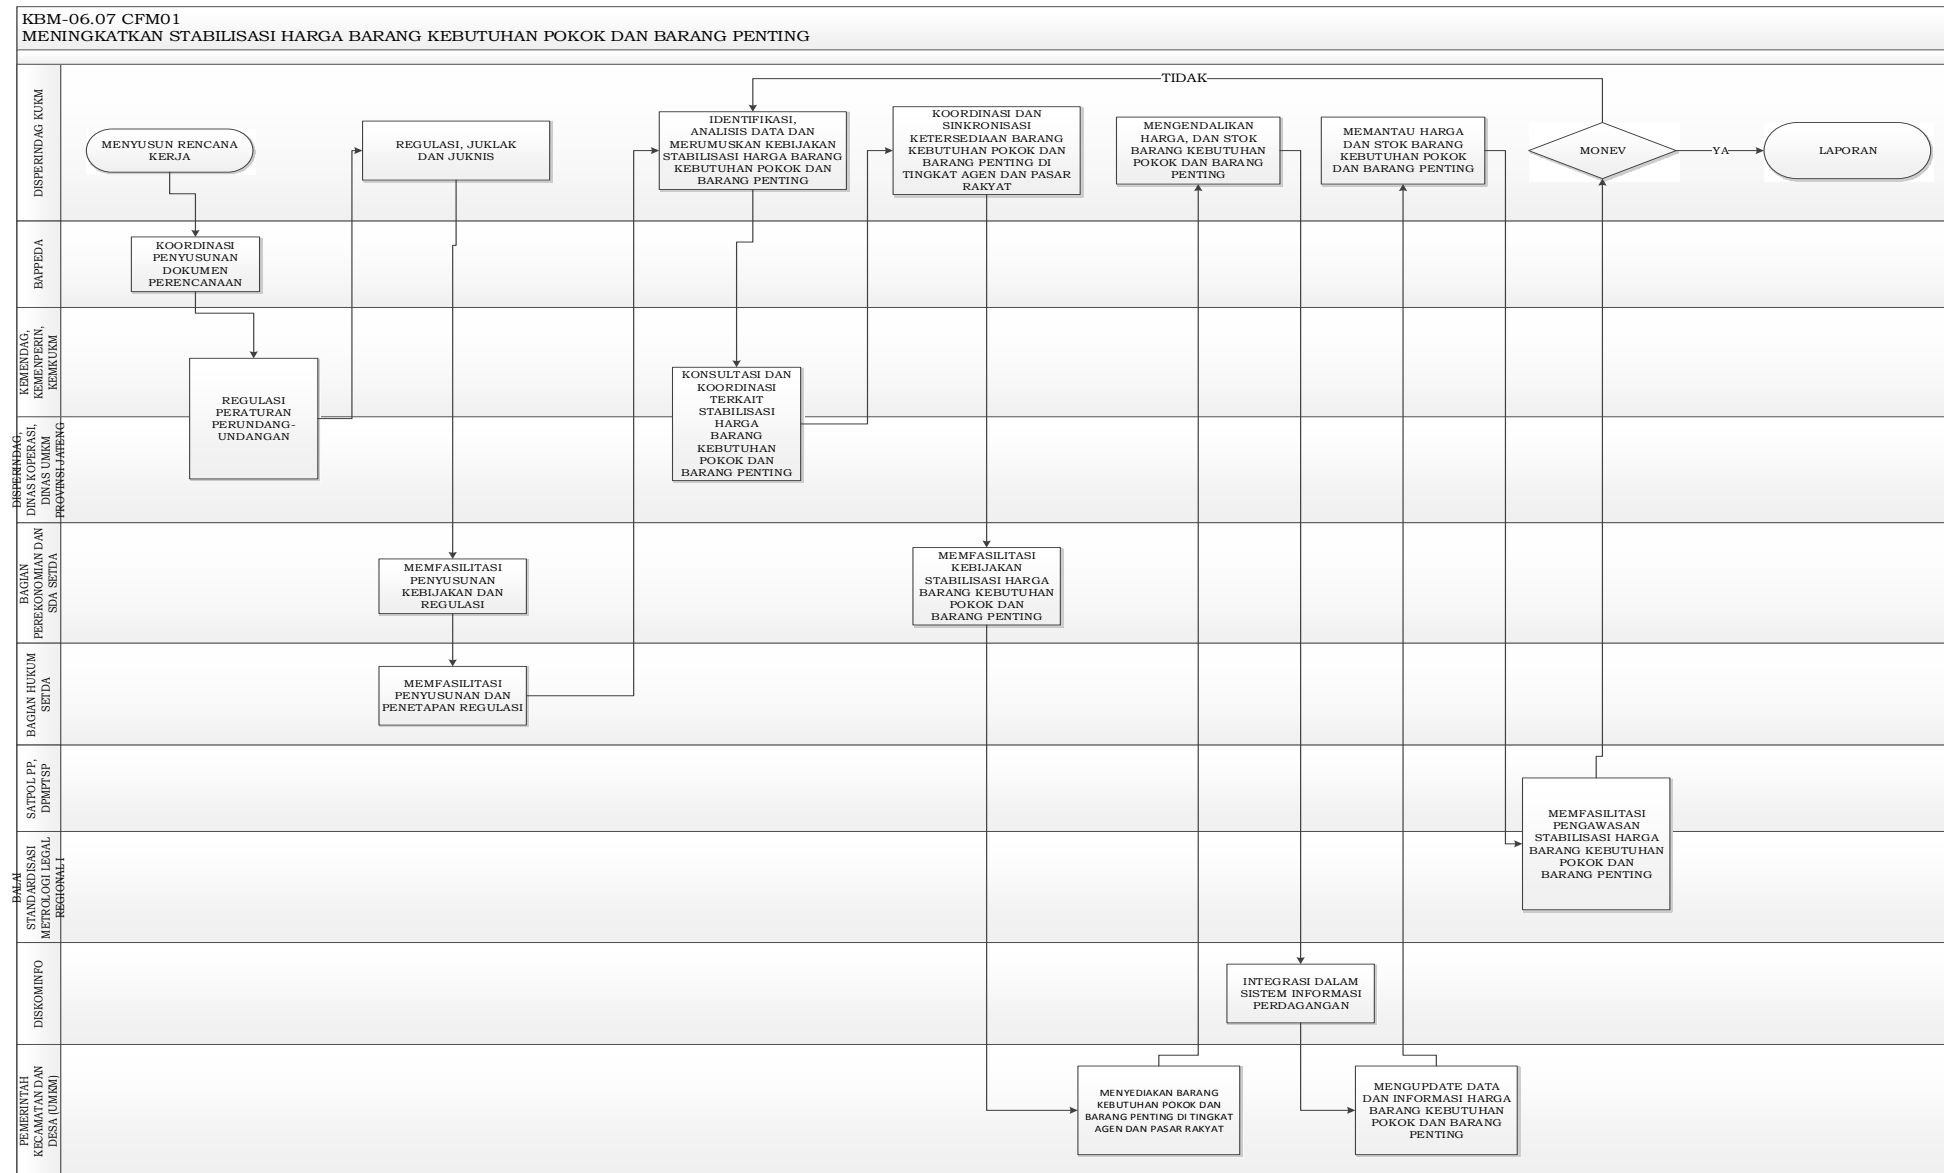 KBM-06.07 CFM01
MENINGKATKAN STABILISASI HARGA BARANG KEBUTUHAN POKOK DAN BARANG PENTING
DISPERINDAG KUKM
MENYUSUN RENCANA
KERJA
REGULASI, JUKLAK
DAN JUKNIS
IDENTIFIKASI,
ANALISIS DATA DAN
MERUMUSKAN KEBIJAKAN
STABILISASI HARGA BARANG
KEBUTUHAN POKOK DAN
BARANG PENTING
KOORDINASI DAN
SINKRONISASI
KETERSEDIAAN BARANG
KEBUTUHAN POKOK DAN
BARANG PENTING DI
TINGKAT AGEN DAN PASAR
RAKYAT
MENGENDALIKAN
HARGA, DAN STOK
BARANG KEBUTUHAN
POKOK DAN BARANG
PENTING
MEMANTAU HARGA
DAN STOK BARANG
KEBUTUHAN POKOK
DAN BARANG PENTING
TIDAK
MONEV
YA
LAPORAN
BAPPEDA
KOORDINASI
PENYUSUNAN
DOKUMEN
PERENCANAAN
KEMENDAG,
KEMENPERIN,
KEMKUKM
REGULASI
PERATURAN
PERUNDANG-
UNDANGAN
KONSULTASI DAN
KOORDINASI
TERKAIT
STABILISASI
HARGA
BARANG
KEBUTUHAN
POKOK DAN
BARANG PENTING
DISPERINDAG,
DINAS KOPERASI,
DINAS UMKM
PROVINSI JATENG
BAGIAN
PEREKONOMIAN DAN
SDA SETDA
MEMFASILITASI
PENYUSUNAN
KEBIJAKAN DAN
REGULASI
MEMFASILITASI
KEBIJAKAN
STABILISASI HARGA
BARANG KEBUTUHAN
POKOK DAN
BARANG PENTING
BAGIAN HUKUM
SETDA
MEMFASILITASI
PENYUSUNAN DAN
PENETAPAN REGULASI
SATPOL PP,
DPMPTSP
MEMFASILITASI
PENGAWASAN
STABILISASI HARGA
BARANG KEBUTUHAN
POKOK DAN
BARANG PENTING
BALAI
STANDARDISASI
METROLOGI LEGAL
REGIONAL I
DISKOMINFO
INTEGRASI DALAM
SISTEM INFORMASI
PERDAGANGAN
PEMERINTAH
KECAMATAN DAN
DESA (UMKM)
MENYEDIAKAN BARANG
KEBUTUHAN POKOK DAN
BARANG PENTING DI TINGKAT
AGEN DAN PASAR RAKYAT
MENGUPDATE DATA
DAN INFORMASI HARGA
BARANG KEBUTUHAN
POKOK DAN BARANG
PENTING